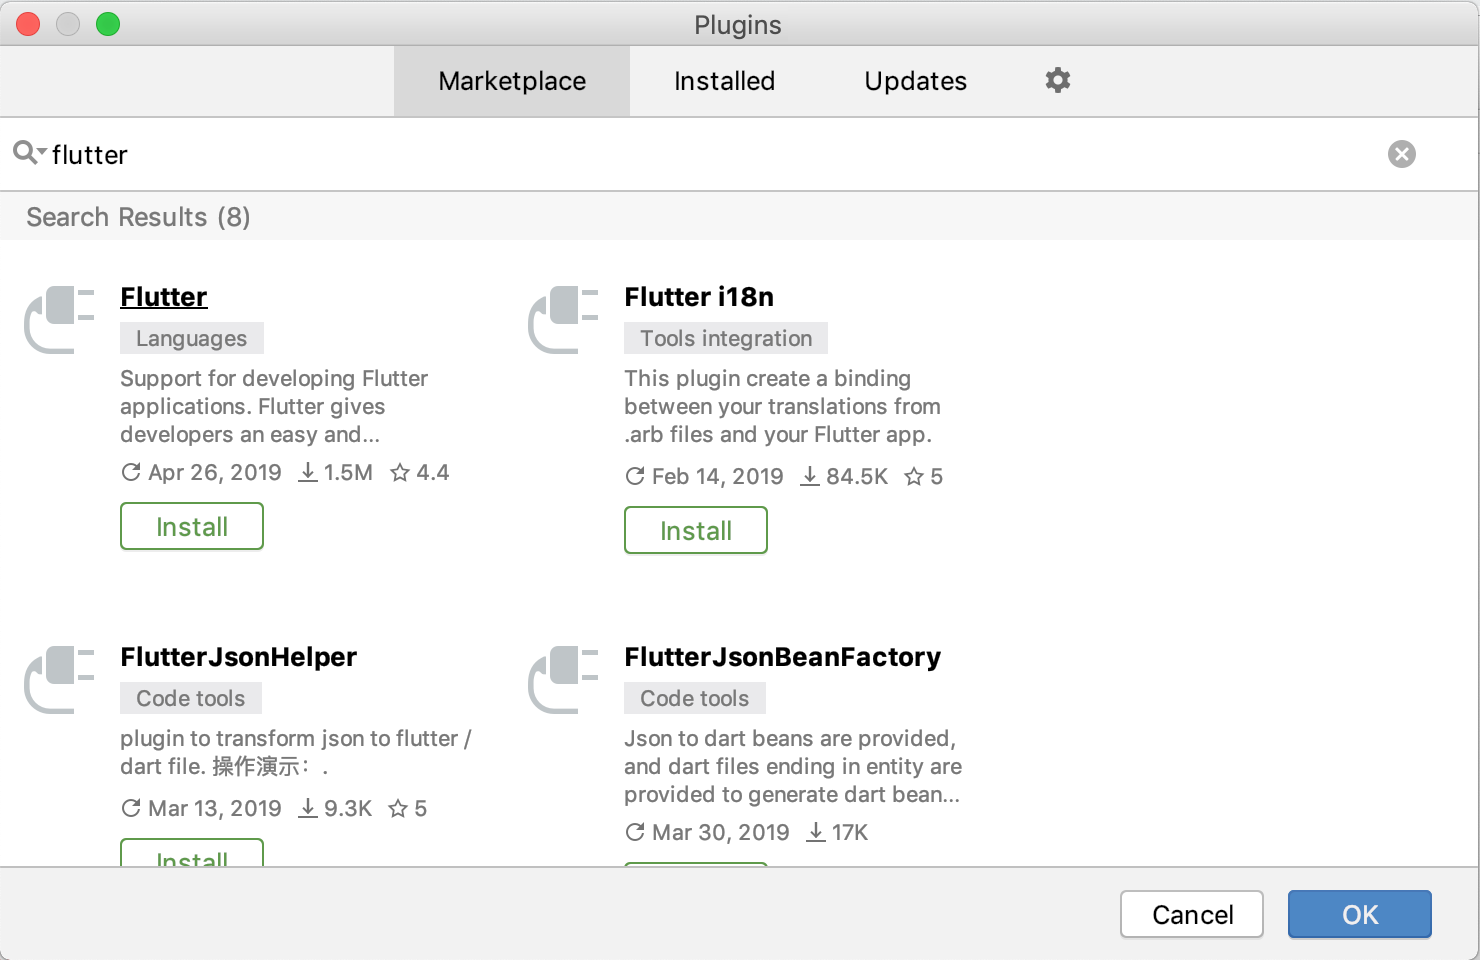 Plugins
Marketplace
Installed
Updates
flutter
Search Results (8)
Flutter
Languages
Support for developing Flutter
applications. Flutter gives
developers an easy and...
Apr 26, 2019 1.5M 4.4
Install
Flutter i18n
Tools integration
This plugin create a binding
between your translations from
.arb files and your Flutter app.
Feb 14, 2019 84.5K 5
Install
FlutterJsonHelper
Code tools
plugin to transform json to flutter /
dart file. 操作演示: .
Mar 13, 2019 9.3K 5
Install
FlutterJsonBeanFactory
Code tools
Json to dart beans are provided,
and dart files ending in entity are
provided to generate dart bean...
Mar 30, 2019 17K
Cancel
OK